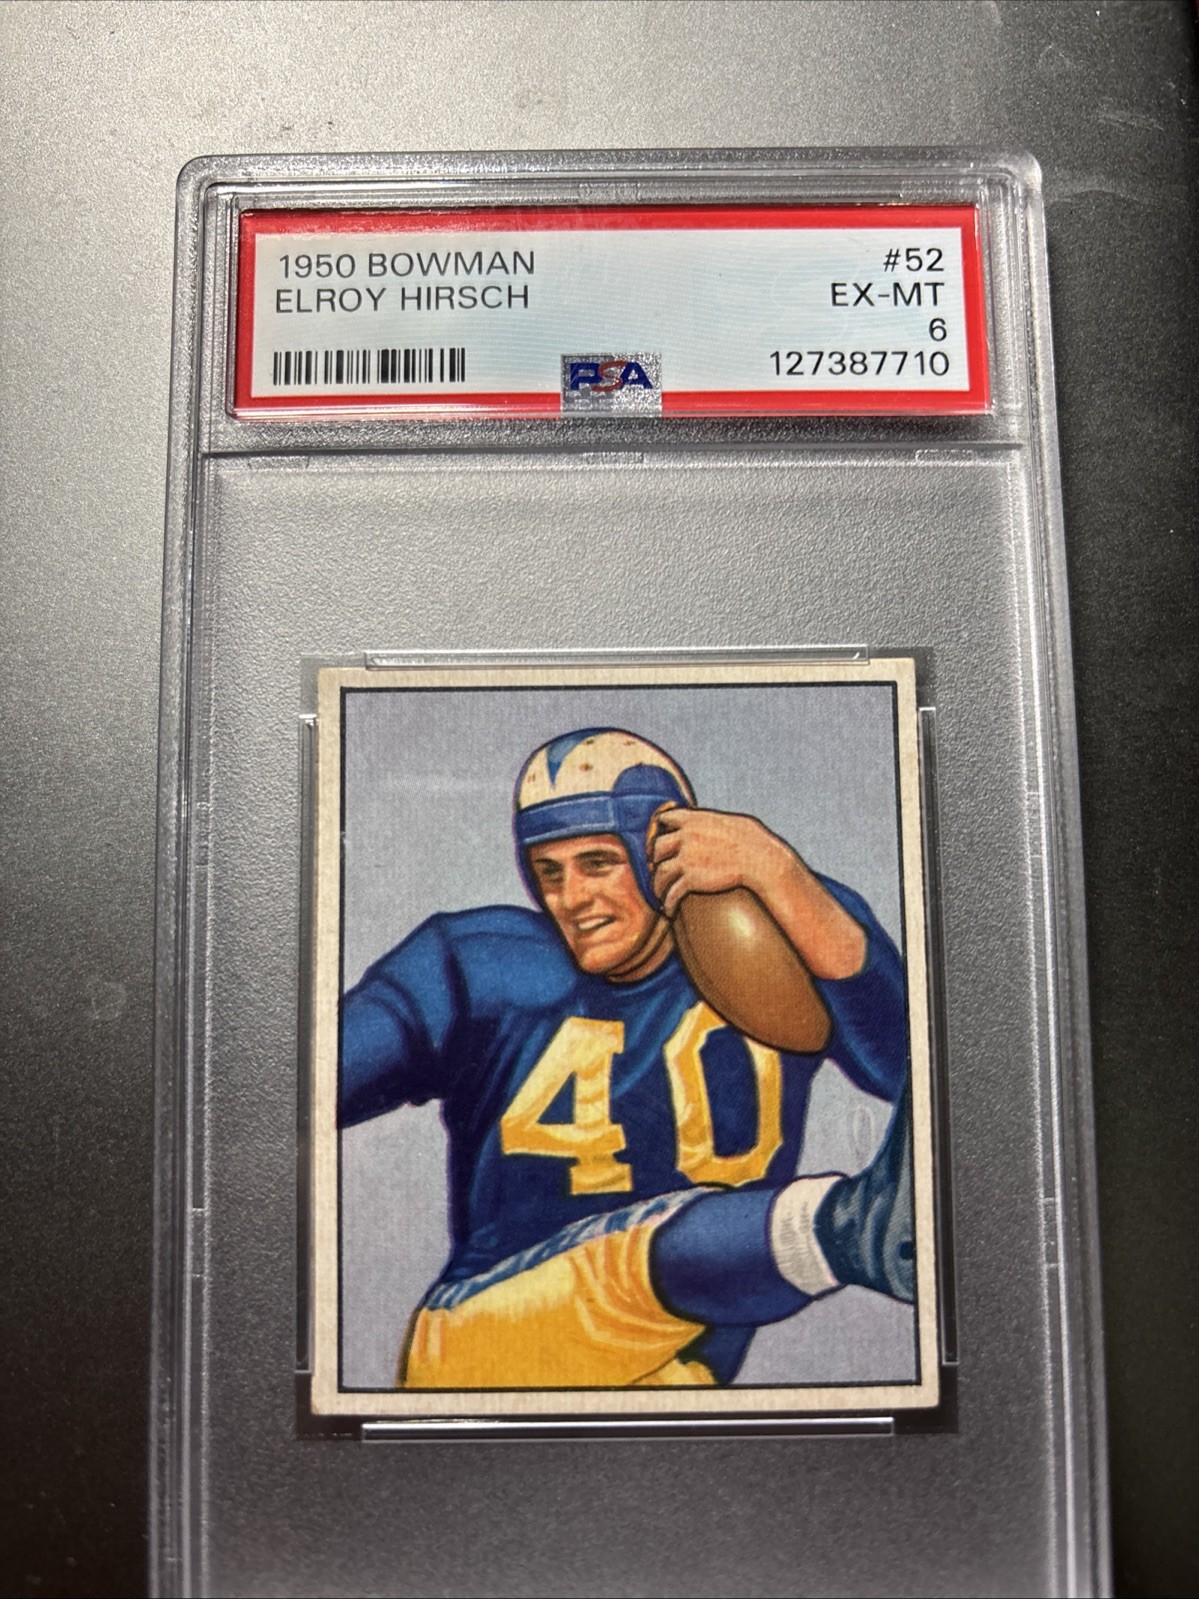 1950 BOWMAN #52
ELROY HIRSCH EX-MT
6
PSA 127387710
40